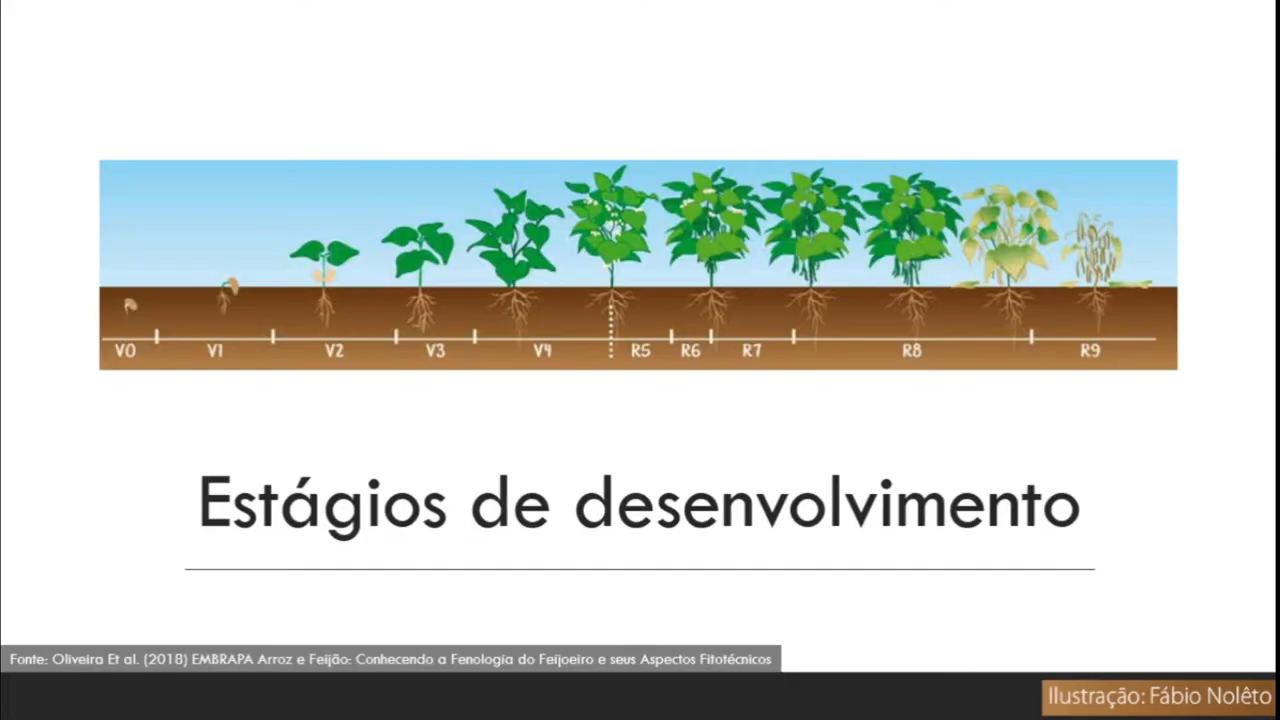 V0 V1 V2 V3 V4 R5 R6 R7 R8 R9
Estágios de desenvolvimento
Fonte: Oliveira Et al. (2018) EMBRAPA Arroz e Feijão: Conhecendo a Fenologia do Feijoeiro e seus Aspectos Fitotécnicos
Ilustração: Fábio Nolêto